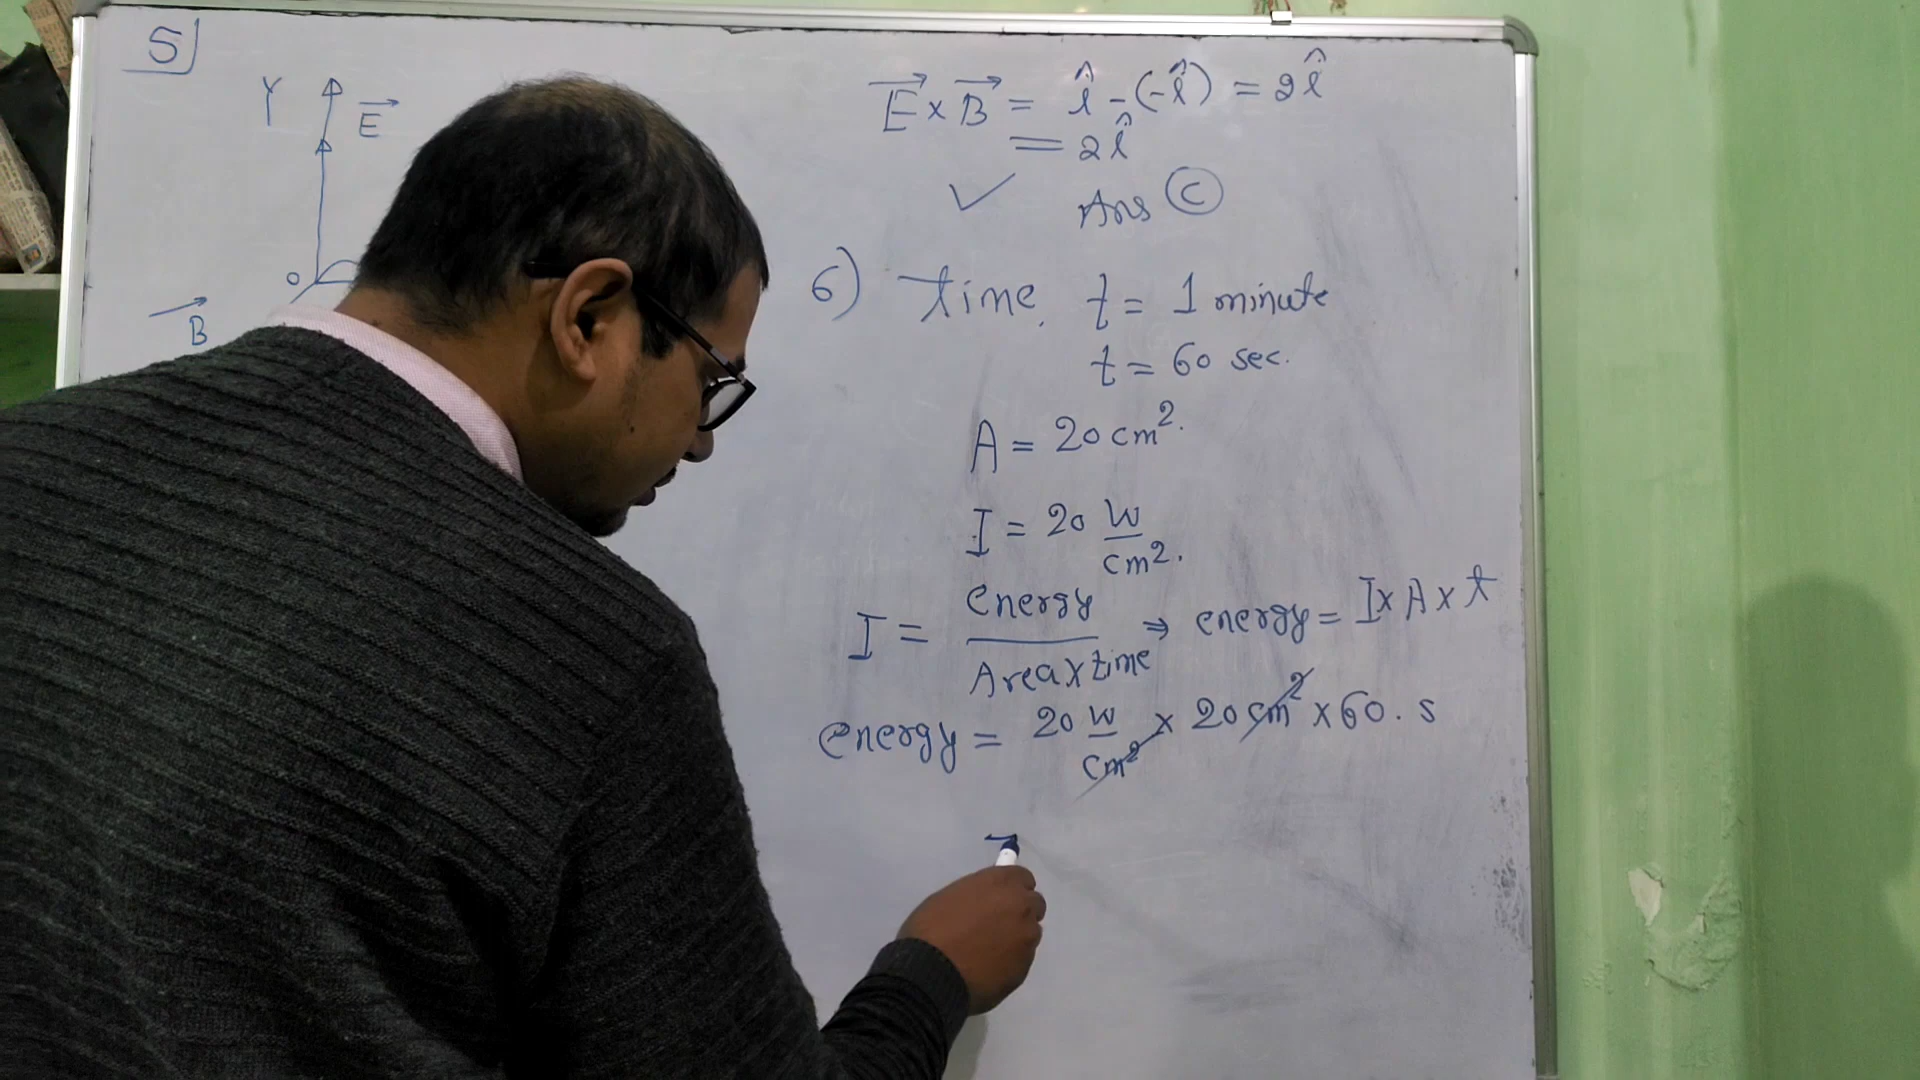 5
Y
E⃗
O
B⃗
E⃗ × B⃗ = î - (-î) = 2î
= 2î
✓ Ans Ⓒ
6) time, t = 1 minute
t = 60 sec.
A = 20 cm².
I = 20 W/cm².
I = energy/Area x time ⇒ energy = I x A x t
energy = 20 W/cm² x 20 cm² x 60. s